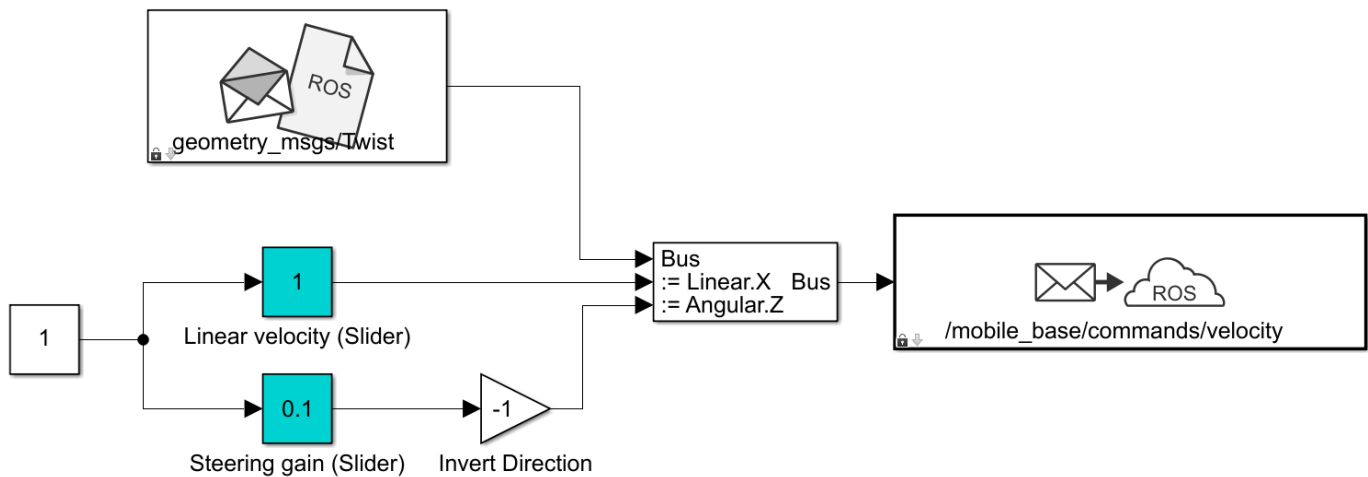 ROS
geometry_msgs/Twist
1
Linear velocity (Slider)
1
0.1
Steering gain (Slider)
-1
Invert Direction
Bus
:= Linear.X Bus
:= Angular.Z
ROS
/mobile_base/commands/velocity